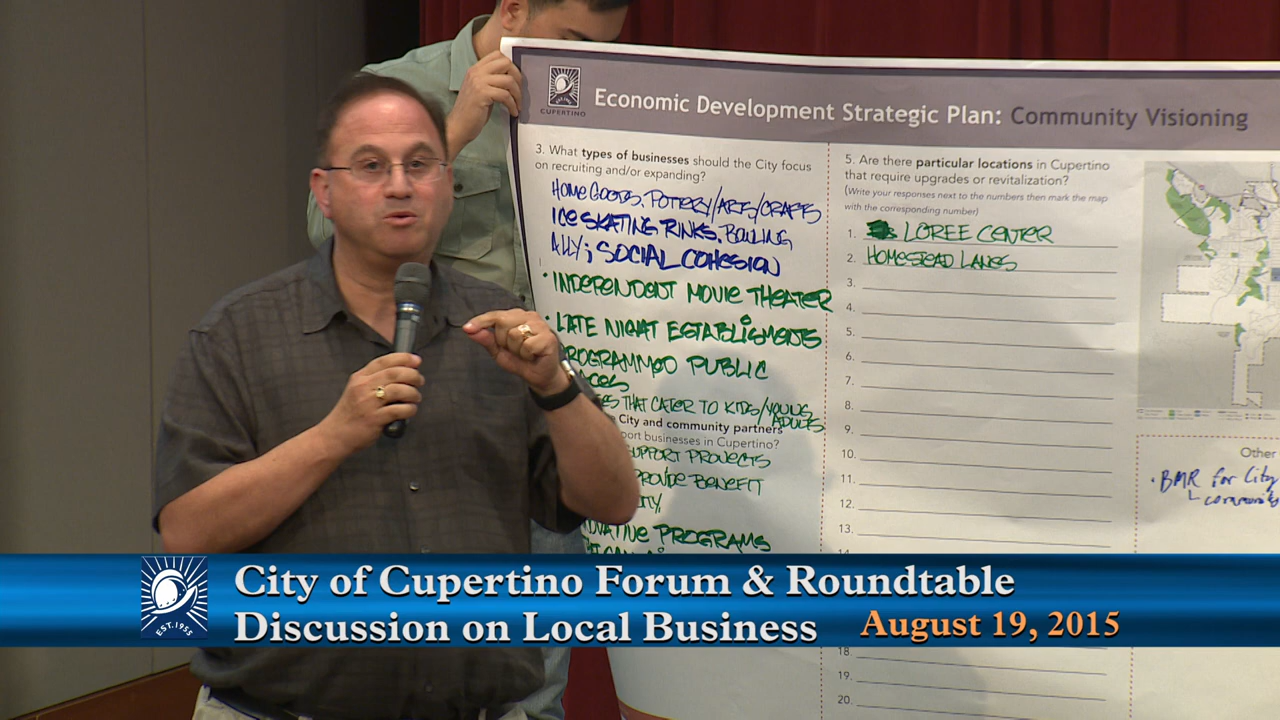 CUPERTINO
Economic Development Strategic Plan: Community Visioning
3. What types of businesses should the City focus
on recruiting and/or expanding?
HOME GOODS. POTTERY/ARTS/CRAFTS
ICE SKATING RINKS. BOWLING
ALLY; SOCIAL COHESION
• INDEPENDENT MOVIE THEATER
• LATE NIGHT ESTABLISMENTS
PROGRAMMED PUBLIC
THAT CATER TO KIDS/YOUNG
ADULTS
City and community partners
port businesses in Cupertino?
SUPPORT PROJECTS
PROVIDE BENEFIT
PROGRAMS
5. Are there particular locations in Cupertino
that require upgrades or revitalization?
(Write your responses next to the numbers then mark the map
with the corresponding number)
1. LOREE CENTER
2. HOMESTEAD LANES
3.
4.
5.
6.
7.
8.
9.
10.
11.
12.
13.
14
18.
19.
20.
Other
• BMR for City
EST. 1955
City of Cupertino Forum & Roundtable
Discussion on Local Business
August 19, 2015